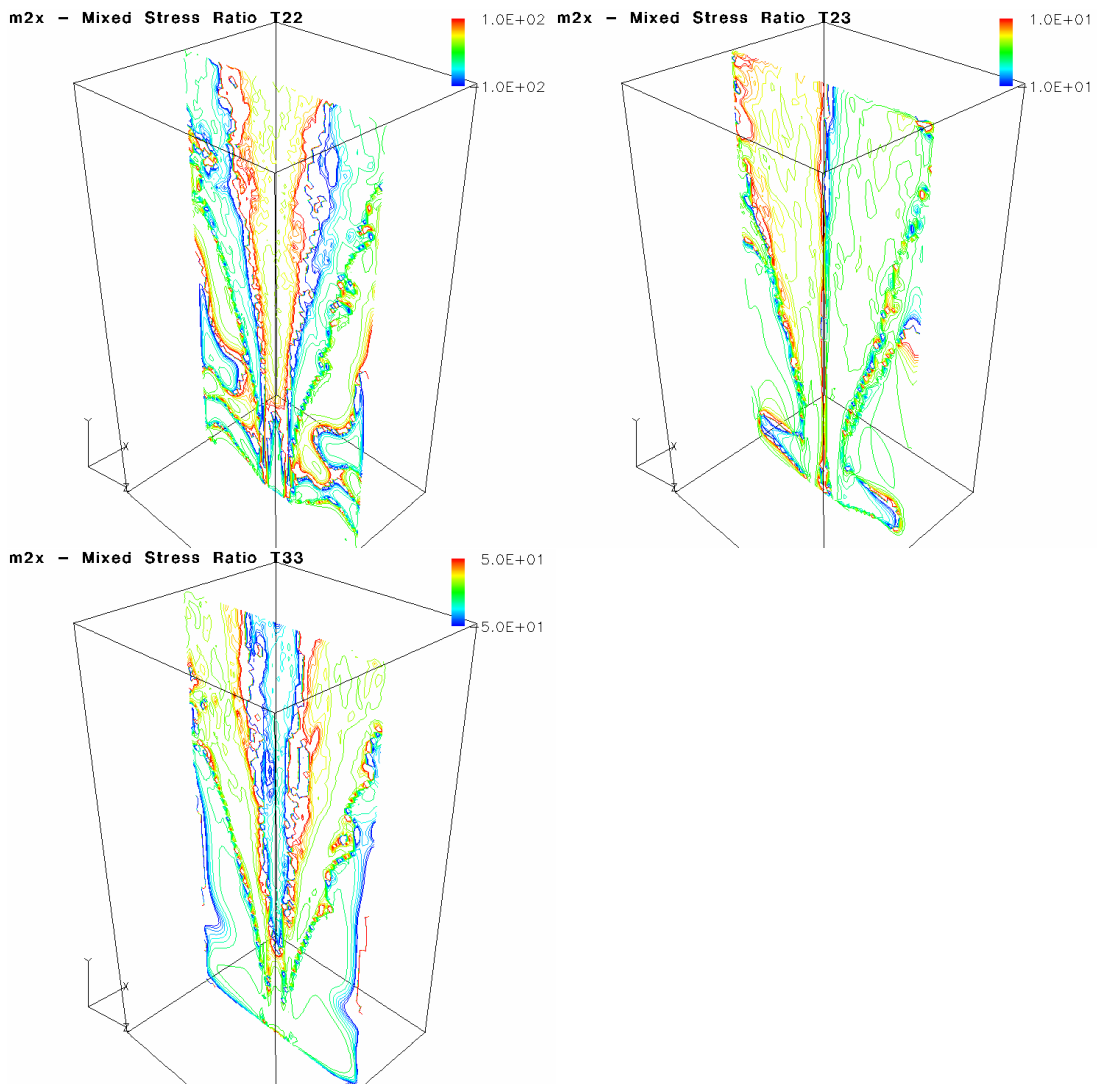 m2x - Mixed Stress Ratio T22
1.0E+02
-1.0E+02
Y
X
Z
m2x - Mixed Stress Ratio T23
1.0E+01
-1.0E+01
Y
X
Z
m2x - Mixed Stress Ratio T33
5.0E+01
-5.0E+01
Y
X
Z